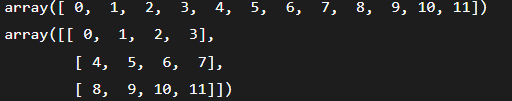 array([ 0,  1,  2,  3,  4,  5,  6,  7,  8,  9, 10, 11])
array([[ 0,  1,  2,  3],
       [ 4,  5,  6,  7],
       [ 8,  9, 10, 11]])